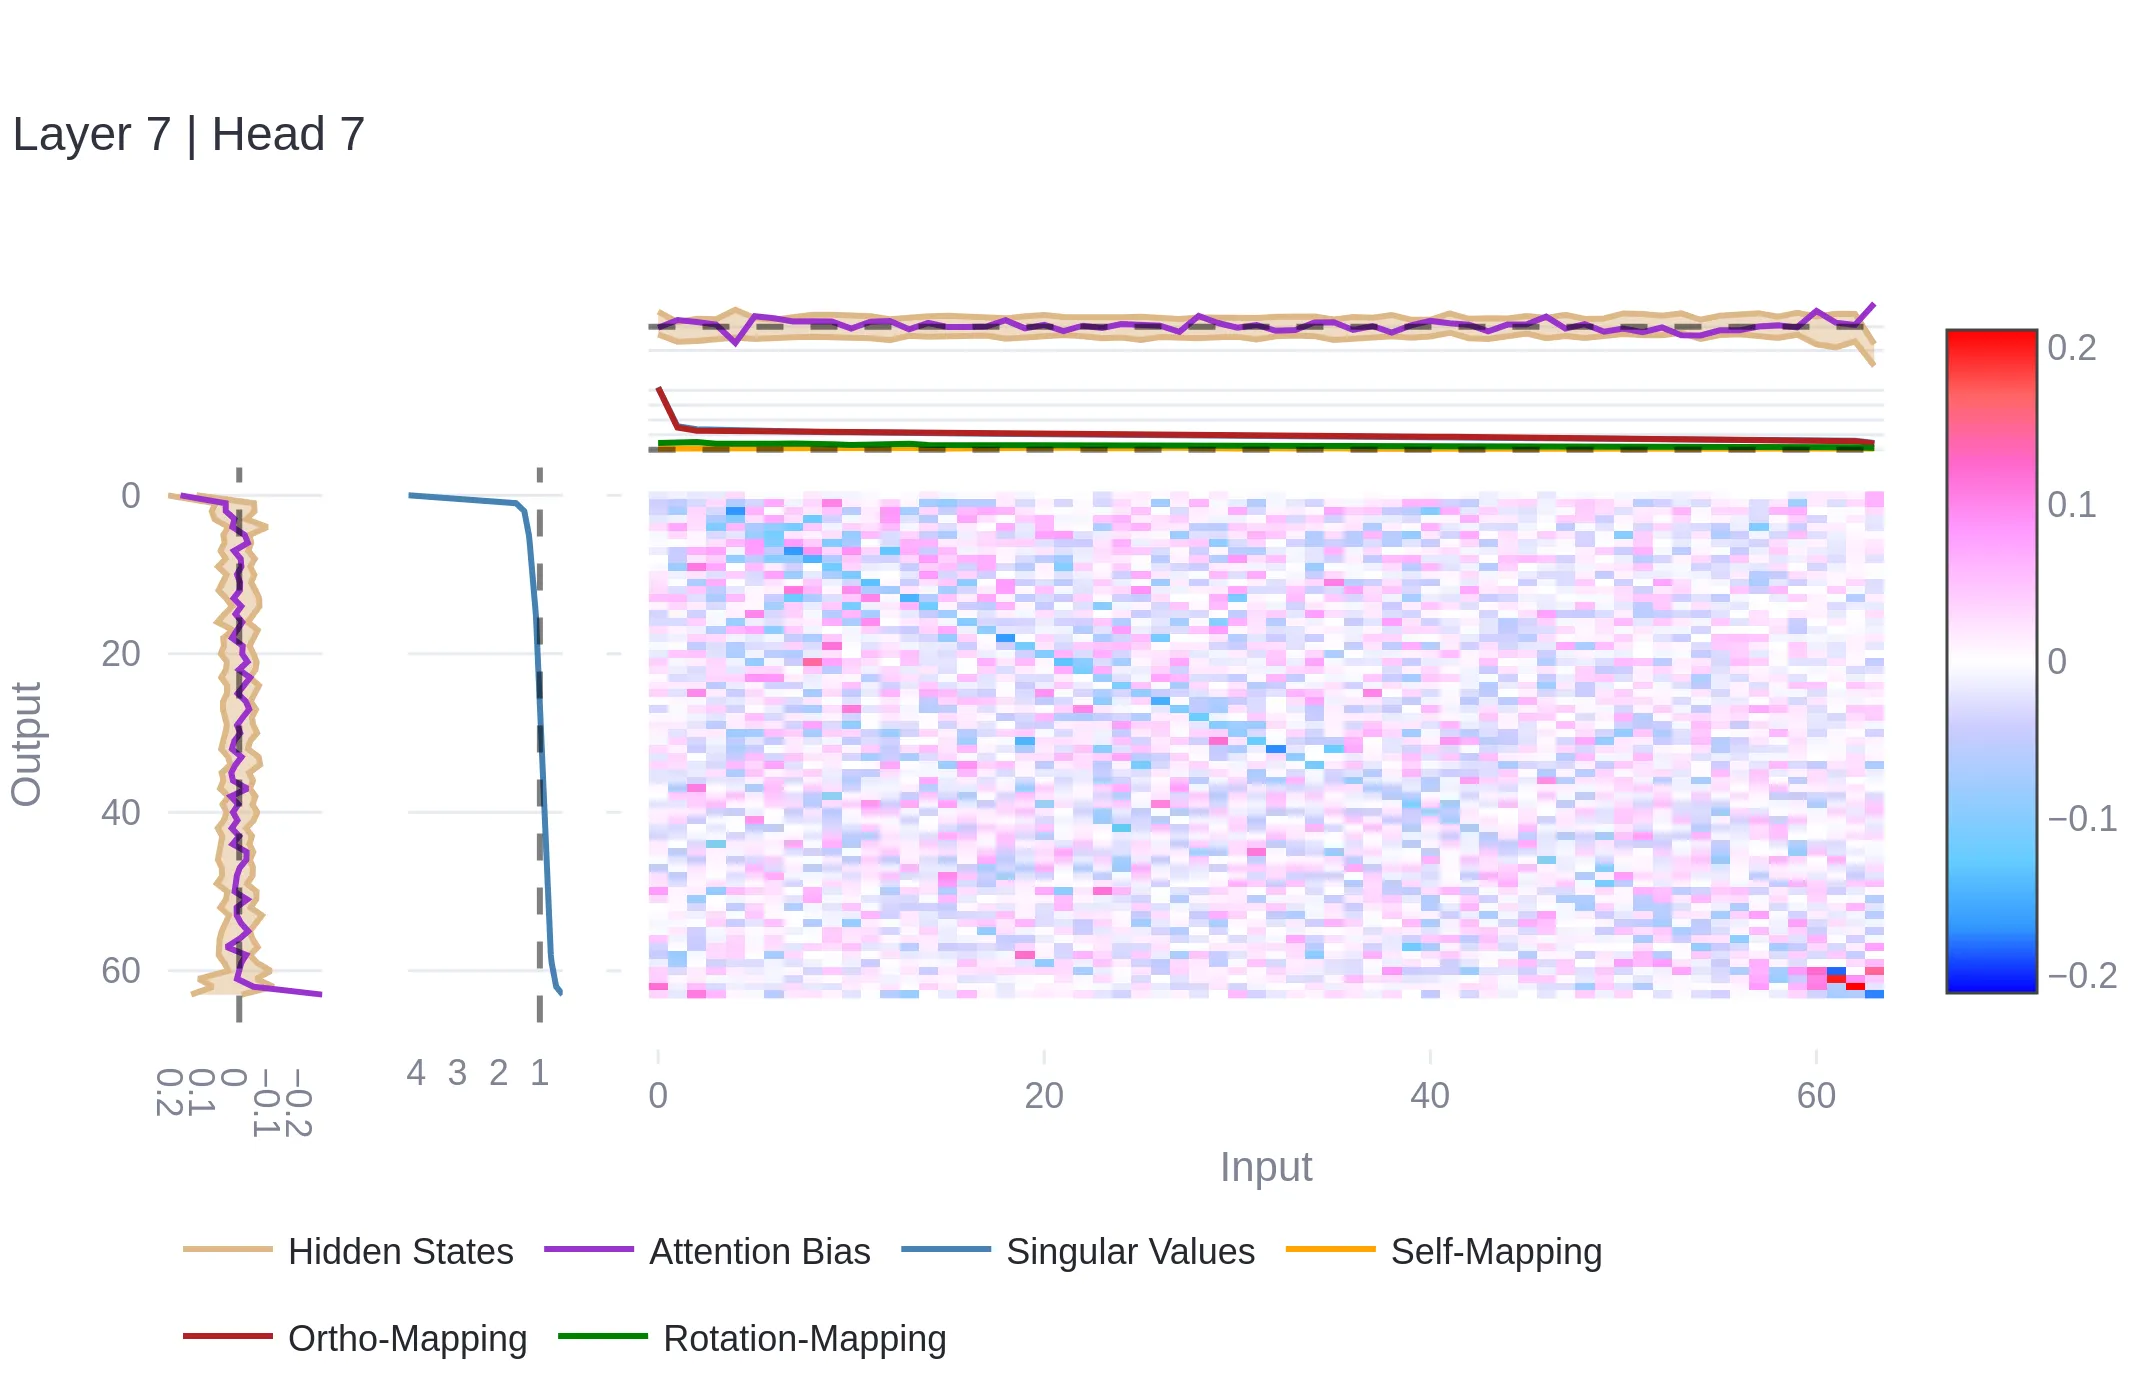 Layer 7 | Head 7
0.2
0.1
0
−0.1
−0.2
0
20
40
60
Output
0.2
0.1
0
−0.1
−0.2
4 3 2 1
0 20 40 60
Input
Hidden States Attention Bias Singular Values Self-Mapping
Ortho-Mapping Rotation-Mapping